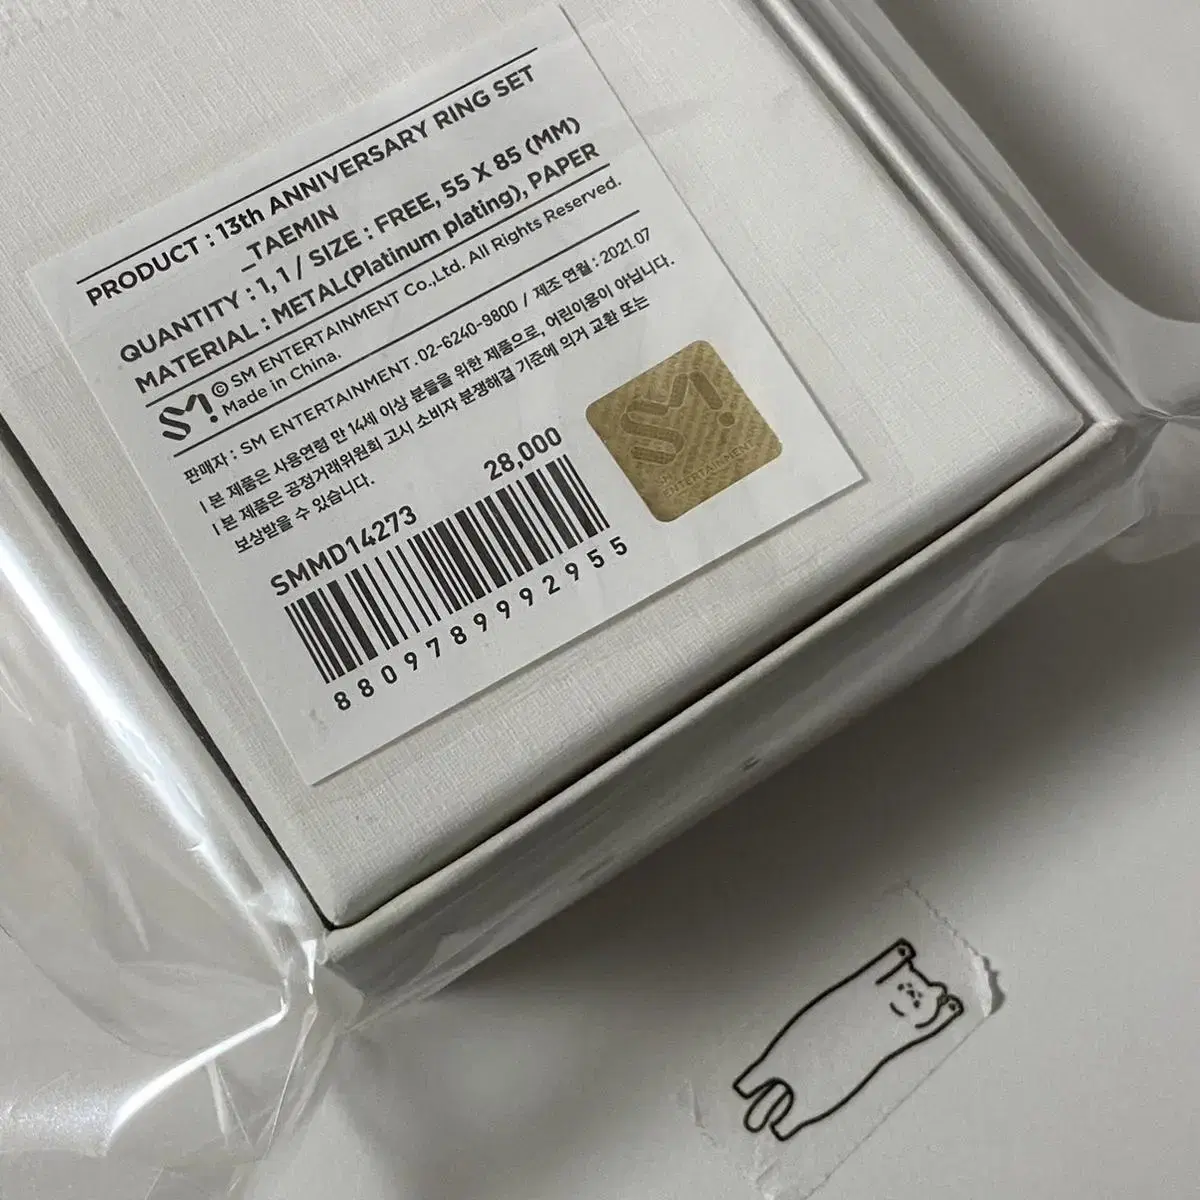 PRODUCT : 13th ANNIVERSARY RING SET
_TAEMIN
QUANTITY : 1, 1 / SIZE : FREE, 55 X 85 (MM)
MATERIAL : METAL(Platinum plating), PAPER
SM! © SM ENTERTAINMENT Co.,Ltd. All Rights Reserved.
Made in China.
판매자 : SM ENTERTAINMENT. 02-6240-9800 / 제조 연월 : 2021. 07
| 본 제품은 사용연령 만 14세 이상 분들을 위한 제품으로, 어린이용이 아닙니다.
| 본 제품은 공정거래위원회 고시 소비자 분쟁해결 기준에 의거 교환 또는
보상받을 수 있습니다.
SMMD14273
28,000
8809789992955
SM!
SM
ENTERTAINMENT